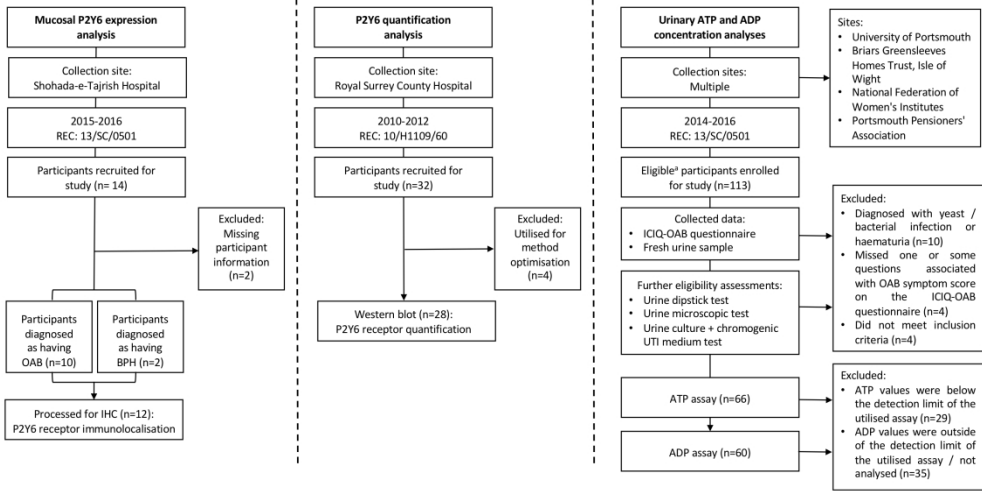 Mucosal P2Y6 expression
analysis
Collection site:
Shohada-e-Tajrish Hospital
2015-2016
REC: 13/SC/0501
Participants recruited for
study (n= 14)
Excluded:
Missing
participant
information
(n=2)
Participants
diagnosed
as having
OAB (n=10)
Participants
diagnosed
as having
BPH (n=2)
Processed for IHC (n=12):
P2Y6 receptor immunolocalisation
P2Y6 quantification
analysis
Collection site:
Royal Surrey County Hospital
2010-2012
REC: 10/H1109/60
Participants recruited for
study (n=32)
Excluded:
Utilised for
method
optimisation
(n=4)
Western blot (n=28):
P2Y6 receptor quantification
Urinary ATP and ADP
concentration analyses
Collection sites:
Multiple
Sites:
• University of Portsmouth
• Briars Greensleeves
Homes Trust, Isle of
Wight
• National Federation of
Women's Institutes
• Portsmouth Pensioners'
Association
2014-2016
REC: 13/SC/0501
Eligibleᵃ participants enrolled
for study (n=113)
Collected data:
• ICIQ-OAB questionnaire
• Fresh urine sample
Further eligibility assessments:
• Urine dipstick test
• Urine microscopic test
• Urine culture + chromogenic
UTI medium test
Excluded:
• Diagnosed with yeast /
bacterial infection or
haematuria (n=10)
• Missed one or some
questions associated
with OAB symptom score
on the ICIQ-OAB
questionnaire (n=4)
• Did not meet inclusion
criteria (n=4)
ATP assay (n=66)
ADP assay (n=60)
Excluded:
• ATP values were below
the detection limit of the
utilised assay (n=29)
• ADP values were outside
of the detection limit of
the utilised assay / not
analysed (n=35)